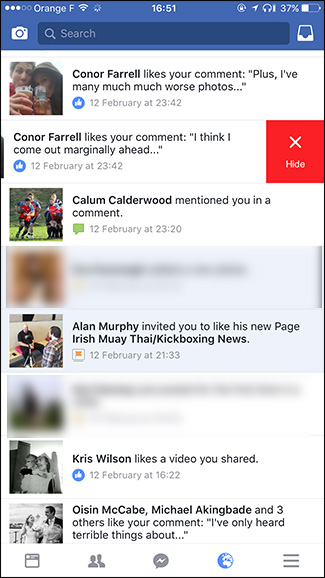 Orange F 16:51 37%
Search
Conor Farrell likes your comment: "Plus, I've
many much much worse photos..."
12 February at 23:42
Conor Farrell likes your comment: "I think I
come out marginally ahead..."
12 February at 23:42
Hide
Calum Calderwood mentioned you in a
comment.
12 February at 23:20
Alan Murphy invited you to like his new Page
Irish Muay Thai/Kickboxing News.
12 February at 21:33
Kris Wilson likes a video you shared.
12 February at 16:22
Oisin McCabe, Michael Akingbade and 3
others like your comment: "I've only heard
terrible things about..."